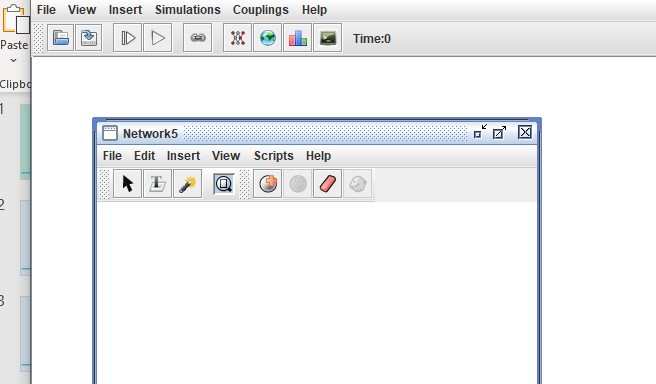 File View Insert Simulations Couplings Help
Paste
Time:0
Clipbo
1
Network5
File Edit Insert View Scripts Help
T
2
3